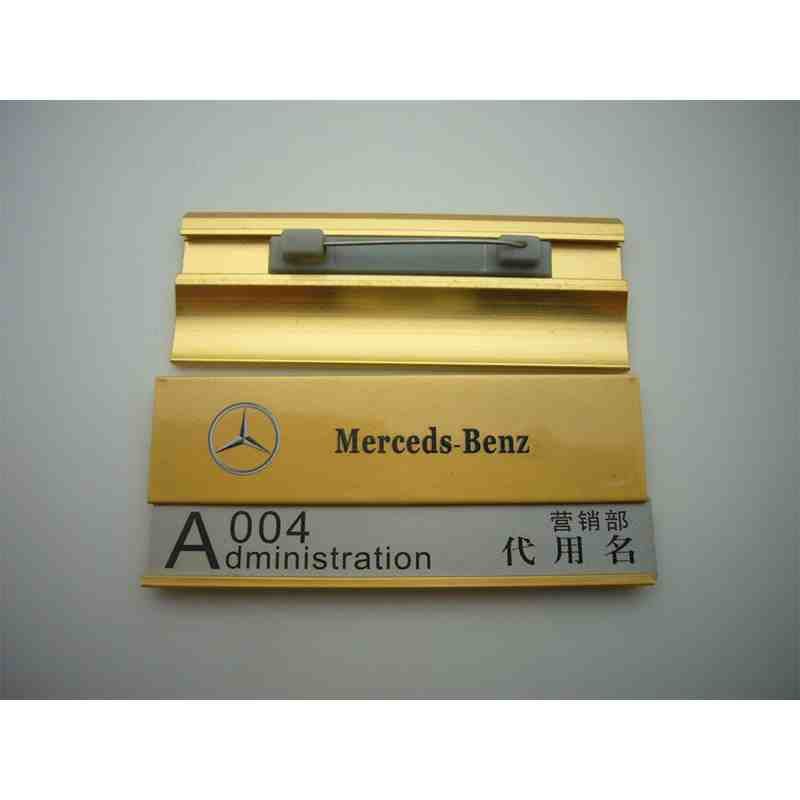 Merceds-Benz
A004 营销部
dministration 代用名